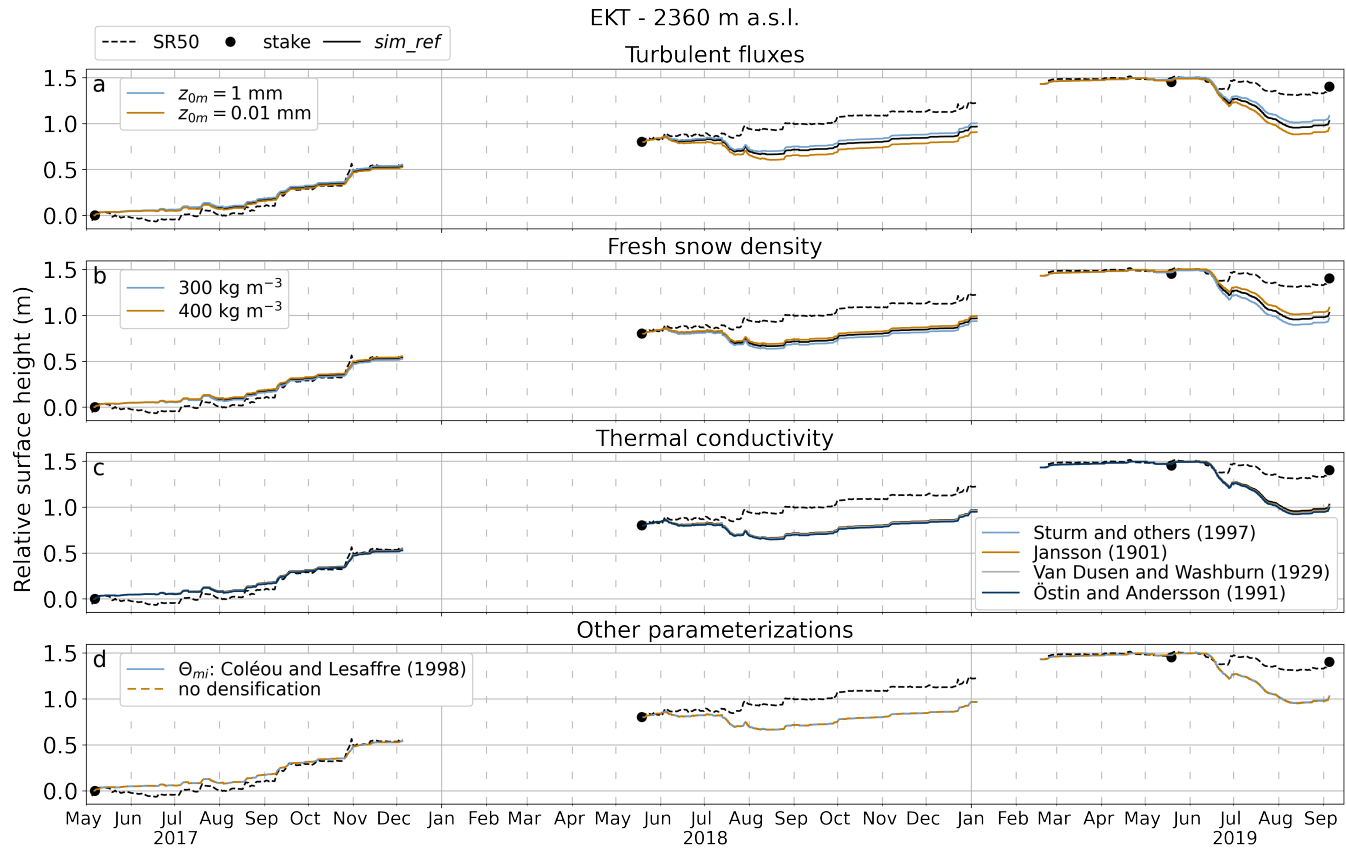 EKT - 2360 m a.s.l.
SR50 stake sim_ref
Turbulent fluxes
a
z₀ₘ = 1 mm
z₀ₘ = 0.01 mm
1.5
1.0
0.5
0.0
Fresh snow density
b
300 kg m⁻³
400 kg m⁻³
1.5
1.0
0.5
0.0
Relative surface height (m)
Thermal conductivity
c
1.5
1.0
0.5
0.0
Sturm and others (1997)
Jansson (1901)
Van Dusen and Washburn (1929)
Östin and Andersson (1991)
Other parameterizations
d
Θₘᵢ: Coléou and Lesaffre (1998)
no densification
1.5
1.0
0.5
0.0
May Jun Jul Aug Sep Oct Nov Dec Jan Feb Mar Apr May Jun Jul Aug Sep Oct Nov Dec Jan Feb Mar Apr May Jun Jul Aug Sep
2017 2018 2019